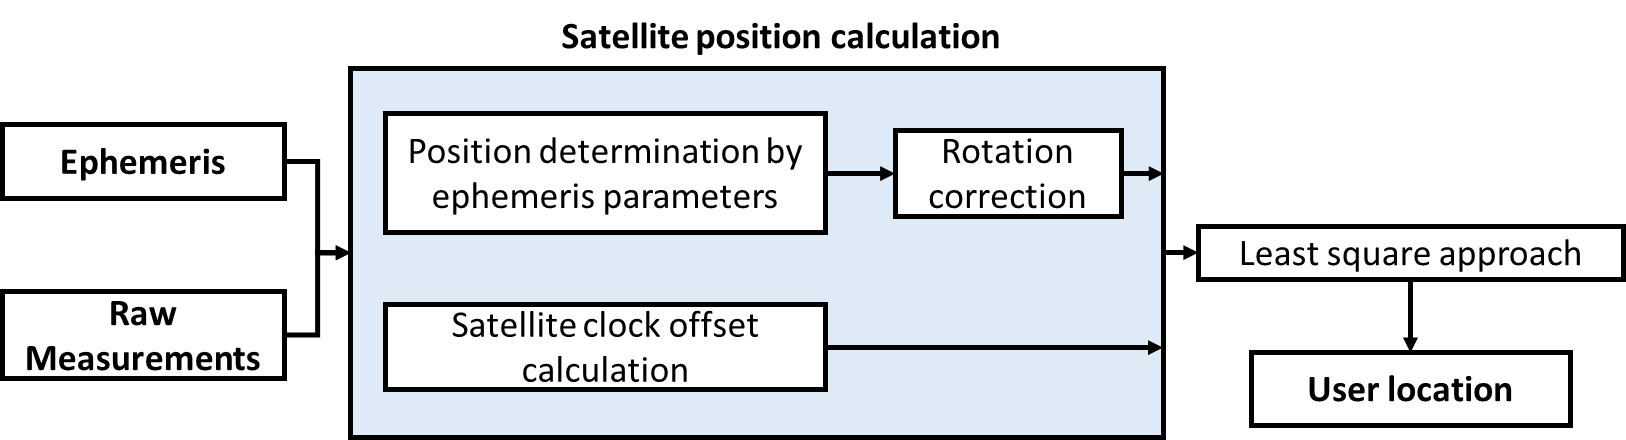 Satellite position calculation
Ephemeris
Raw
Measurements
Position determination by
ephemeris parameters
Rotation
correction
Satellite clock offset
calculation
Least square approach
User location